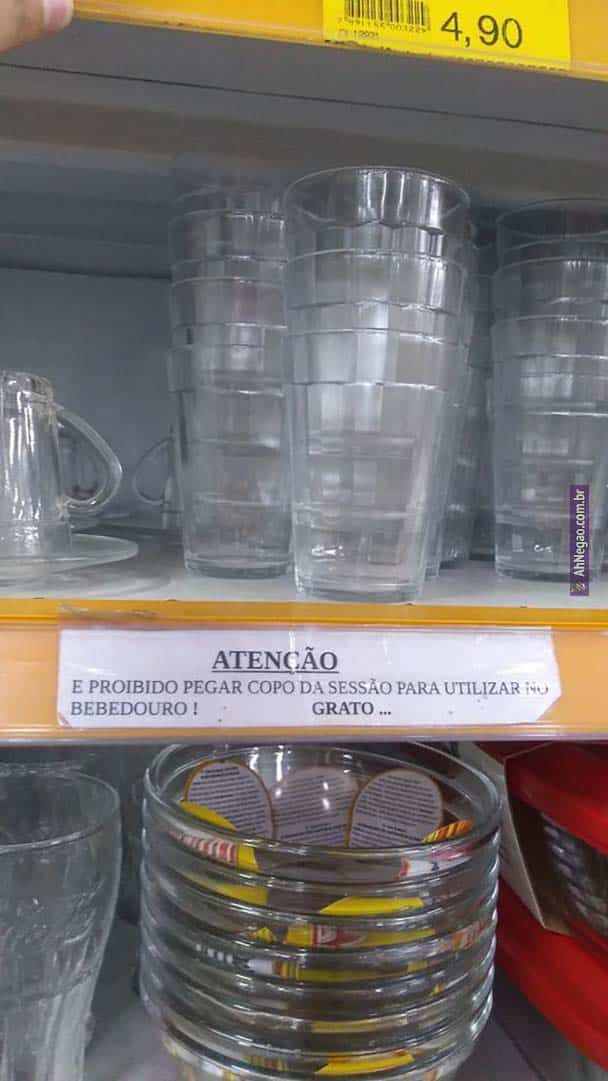 4,90
AhNegao.com.br
ATENÇÃO
E PROIBIDO PEGAR COPO DA SESSÃO PARA UTILIZAR NO
BEBEDOURO ! GRATO ...